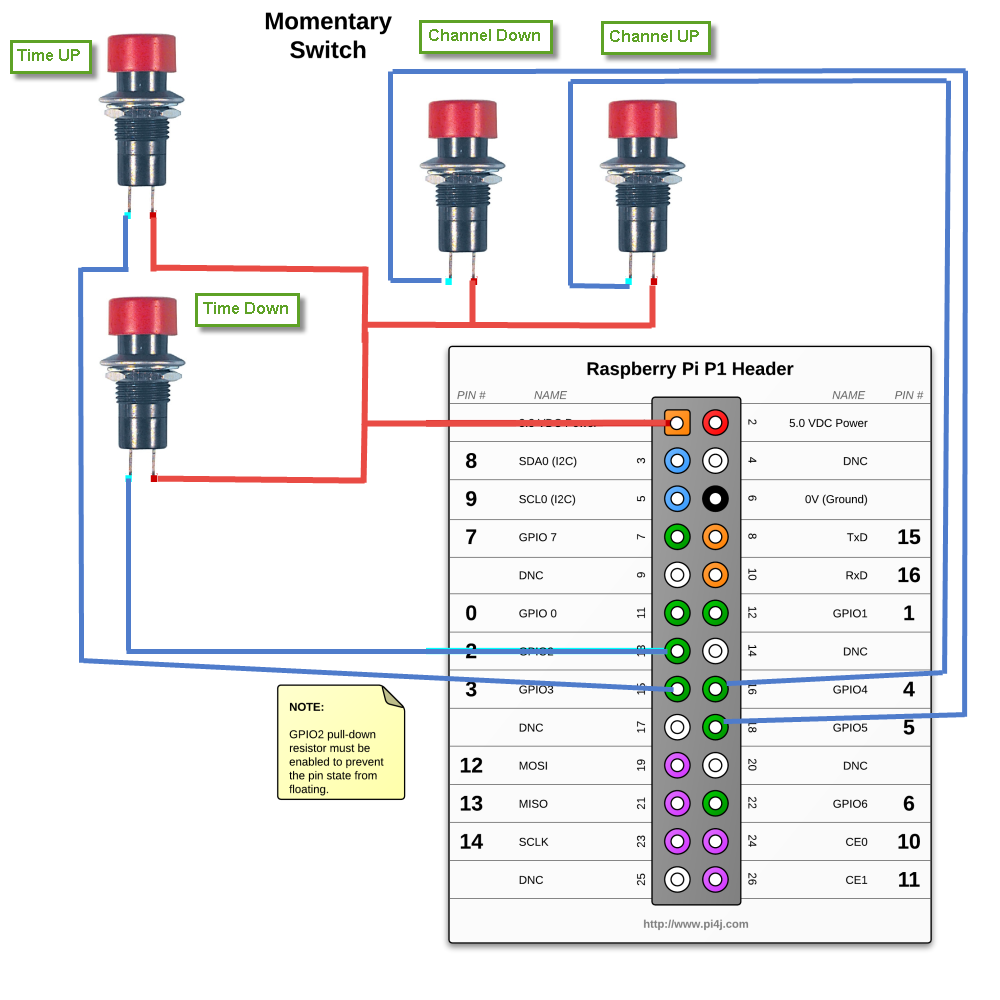 Momentary
Switch
Time UP
Channel Down
Channel UP
Time Down
Raspberry Pi P1 Header
PIN # NAME NAME PIN #
3.3 VDC Power 2 5.0 VDC Power
8 SDA0 (I2C) 3 4 DNC
9 SCL0 (I2C) 5 6 0V (Ground)
7 GPIO 7 7 8 TxD 15
DNC 9 10 RxD 16
0 GPIO 0 11 12 GPIO1 1
2 GPIO2 13 14 DNC
3 GPIO3 15 16 GPIO4 4
DNC 17 18 GPIO5 5
12 MOSI 19 20 DNC
13 MISO 21 22 GPIO6 6
14 SCLK 23 24 CE0 10
DNC 25 26 CE1 11
http://www.pi4j.com
NOTE:
GPIO2 pull-down
resistor must be
enabled to prevent
the pin state from
floating.